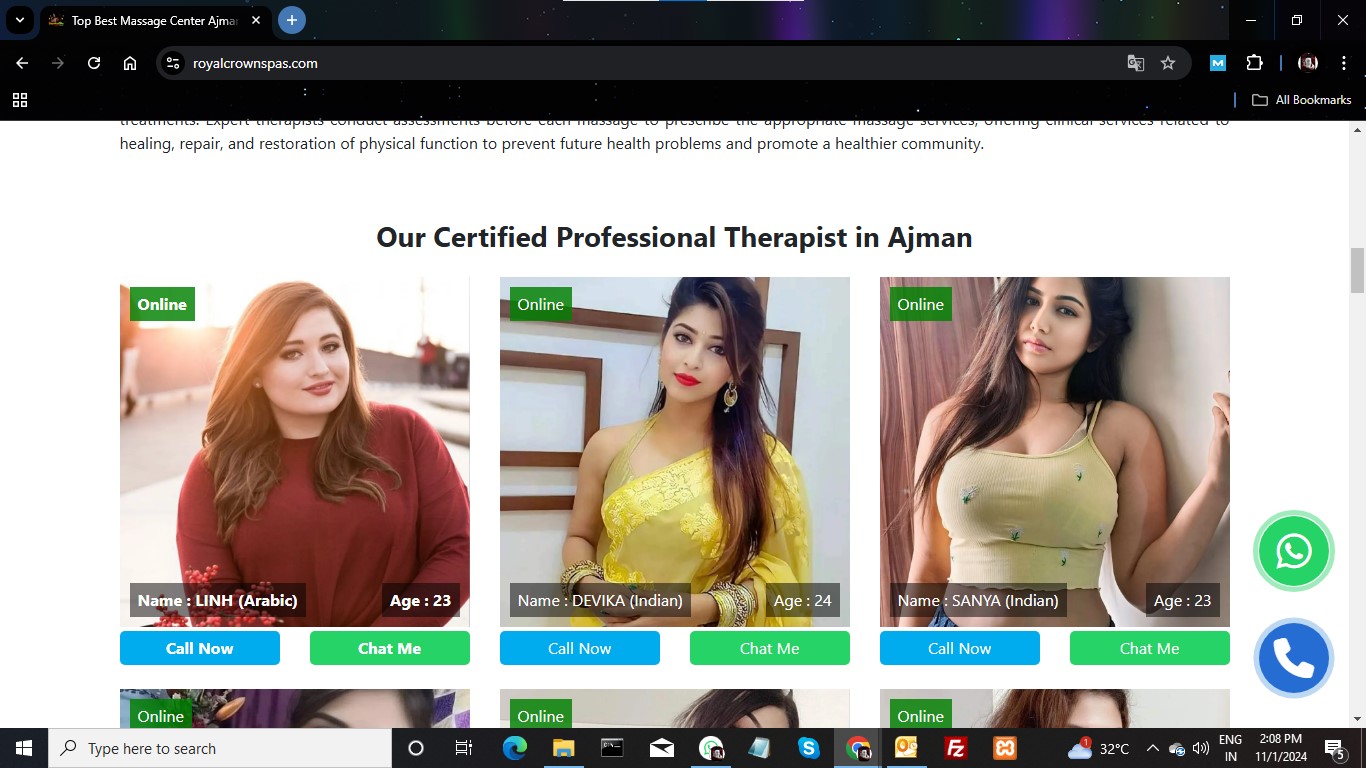 Top Best Massage Center Ajma
royalcrownspas.com
All Bookmarks
treatments. Expert therapists conduct assessments before each massage to prescribe the appropriate massage services, offering clinical services related to
healing, repair, and restoration of physical function to prevent future health problems and promote a healthier community.
Our Certified Professional Therapist in Ajman
Online
Online
Online
Name : LINH (Arabic)
Age : 23
Name : DEVIKA (Indian)
Age : 24
Name : SANYA (Indian)
Age : 23
Call Now
Chat Me
Call Now
Chat Me
Call Now
Chat Me
Online
Online
Online
Type here to search
1
32°C
ENG
IN
2:08 PM
11/1/2024
5